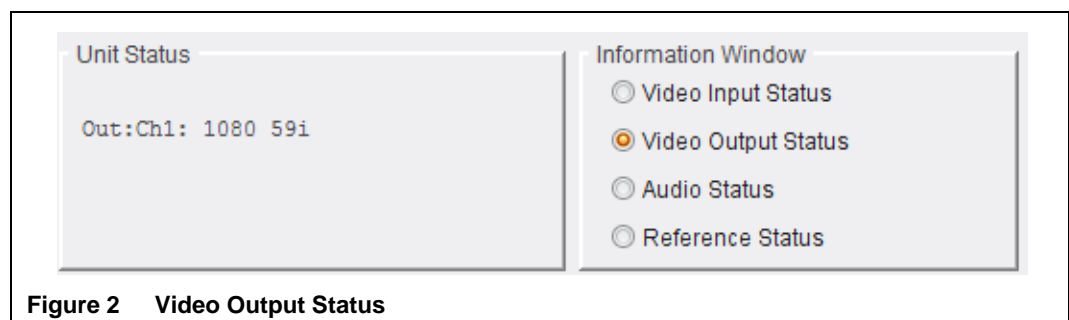 Unit Status
Out:Ch1: 1080 59i
Information Window
Video Input Status
Video Output Status
Audio Status
Reference Status
Figure 2 Video Output Status